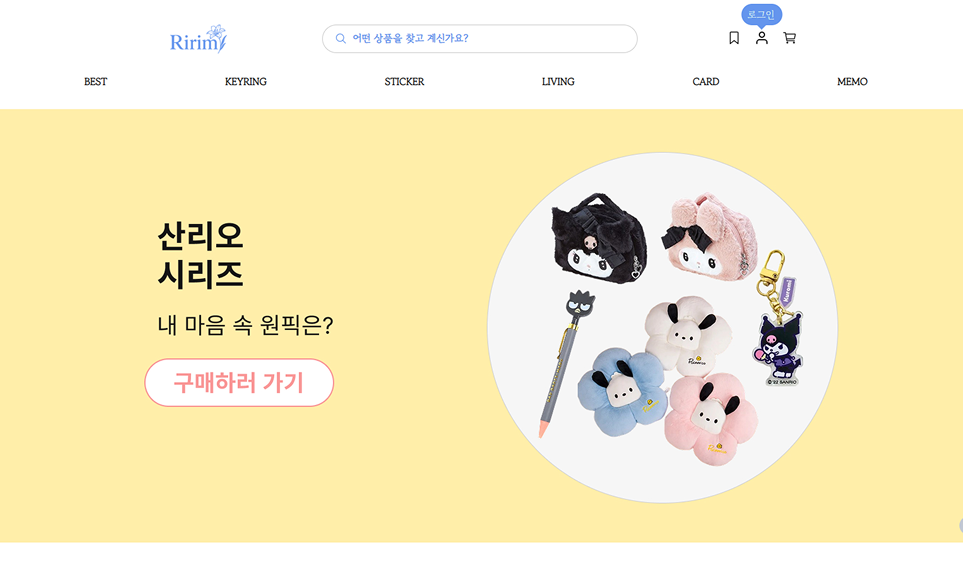 로그인
Ririm
어떤 상품을 찾고 계신가요?
BEST KEYRING STICKER LIVING CARD MEMO
산리오
시리즈
내 마음 속 원픽은?
구매하러 가기
Kuromi
© '22 SANRIO